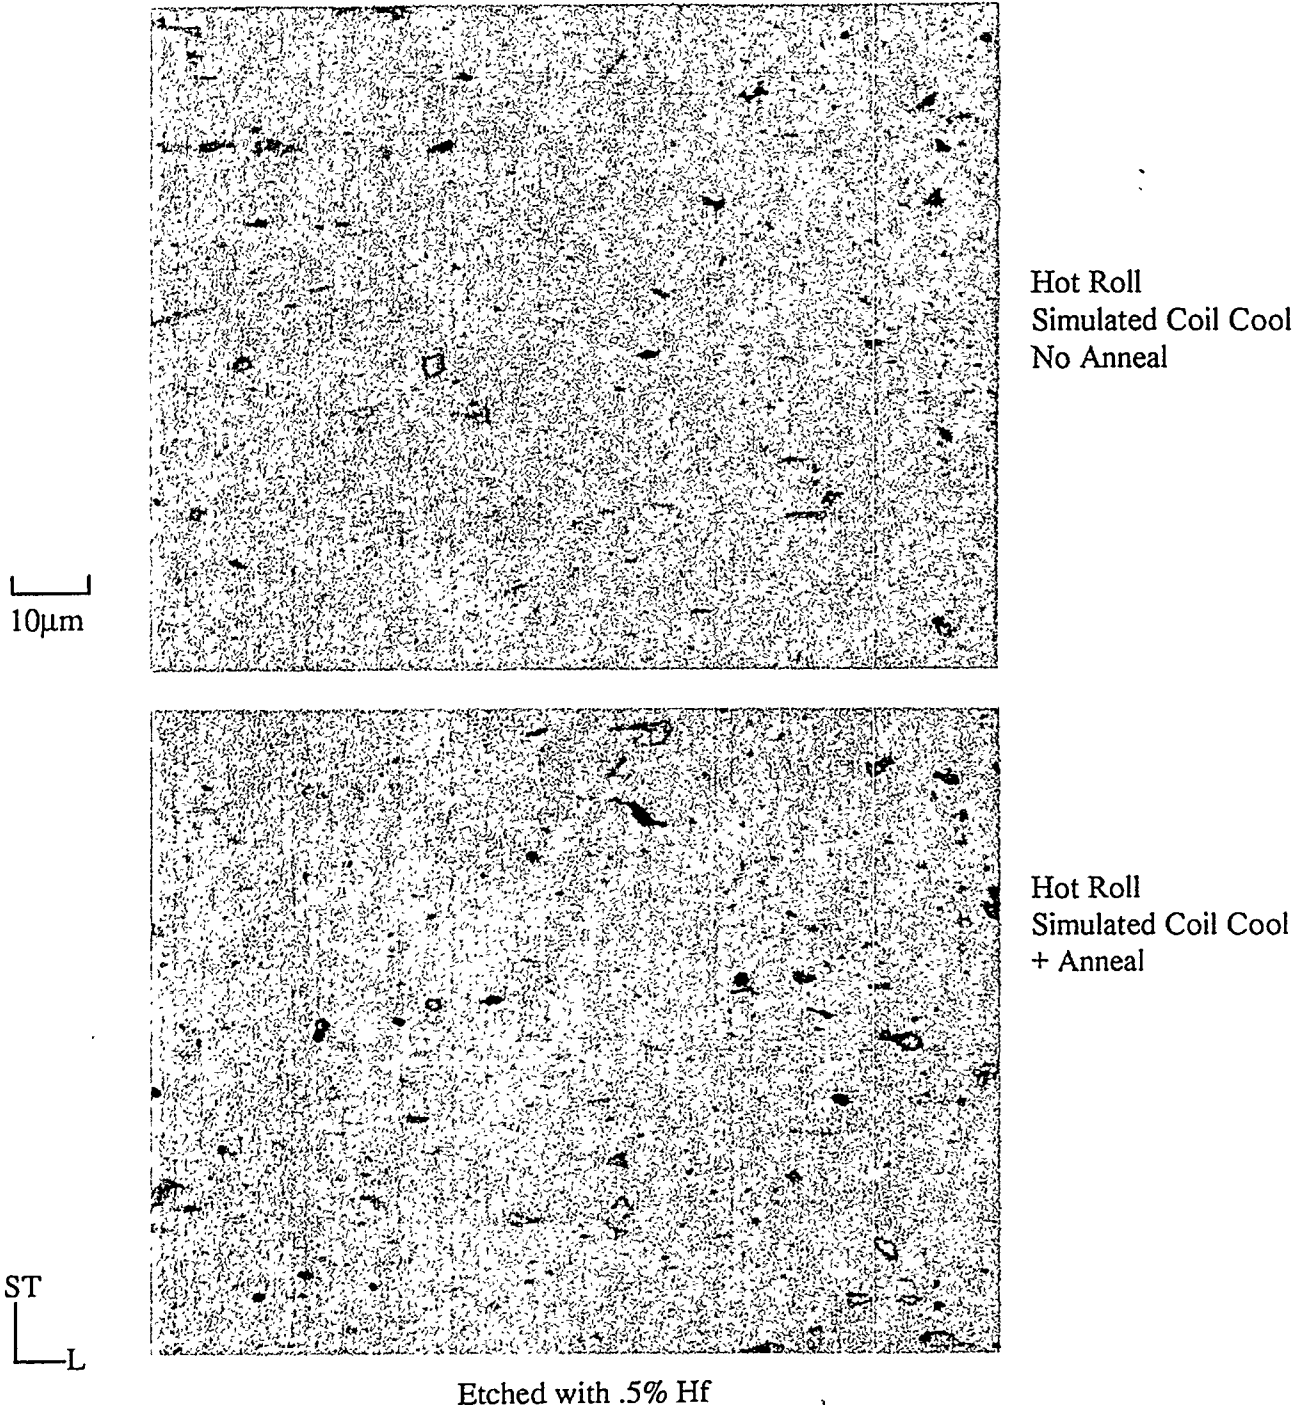 Hot Roll
Simulated Coil Cool
No Anneal
10μm
Hot Roll
Simulated Coil Cool
+ Anneal
ST
L
Etched with .5% Hf